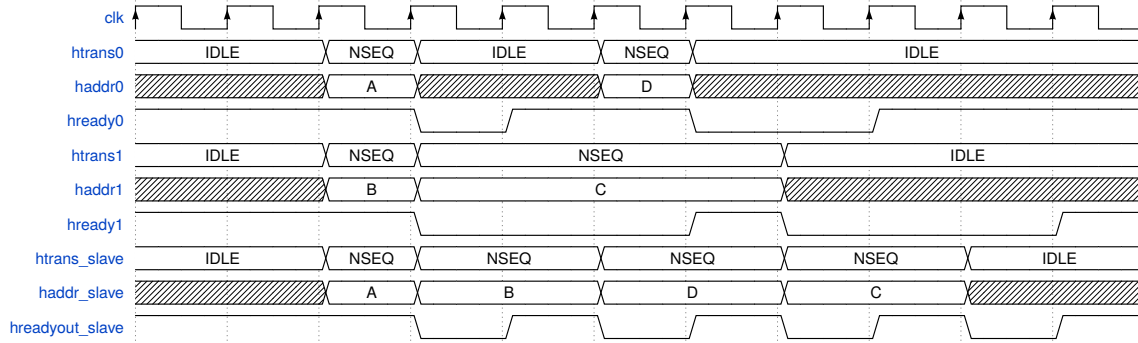 clk
htrans0 IDLE NSEQ IDLE NSEQ IDLE
haddr0 A D
hready0
htrans1 IDLE NSEQ NSEQ IDLE
haddr1 B C
hready1
htrans_slave IDLE NSEQ NSEQ NSEQ NSEQ IDLE
haddr_slave A B D C
hreadyout_slave